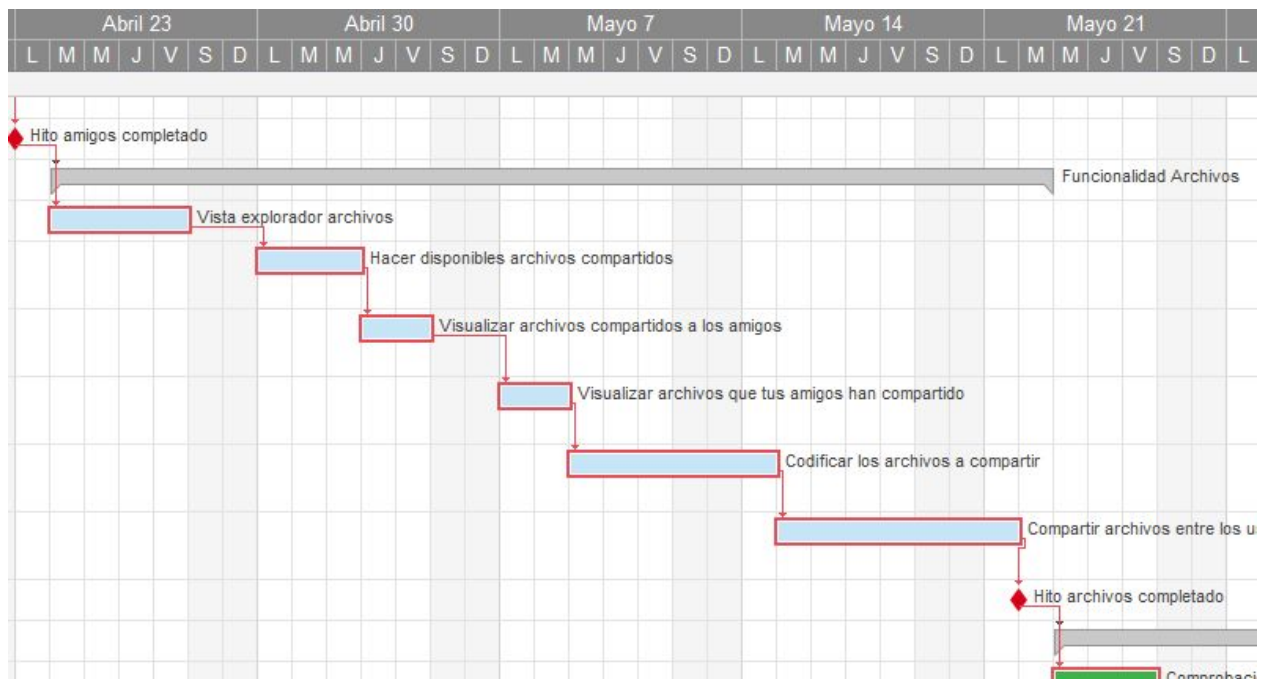 Abril 23 Abril 30 Mayo 7 Mayo 14 Mayo 21
L M M J V S D L M M J V S D L M M J V S D L M M J V S D L M M J V S D L
Hito amigos completado
Funcionalidad Archivos
Vista explorador archivos
Hacer disponibles archivos compartidos
Visualizar archivos compartidos a los amigos
Visualizar archivos que tus amigos han compartido
Codificar los archivos a compartir
Compartir archivos entre los u
Hito archivos completado